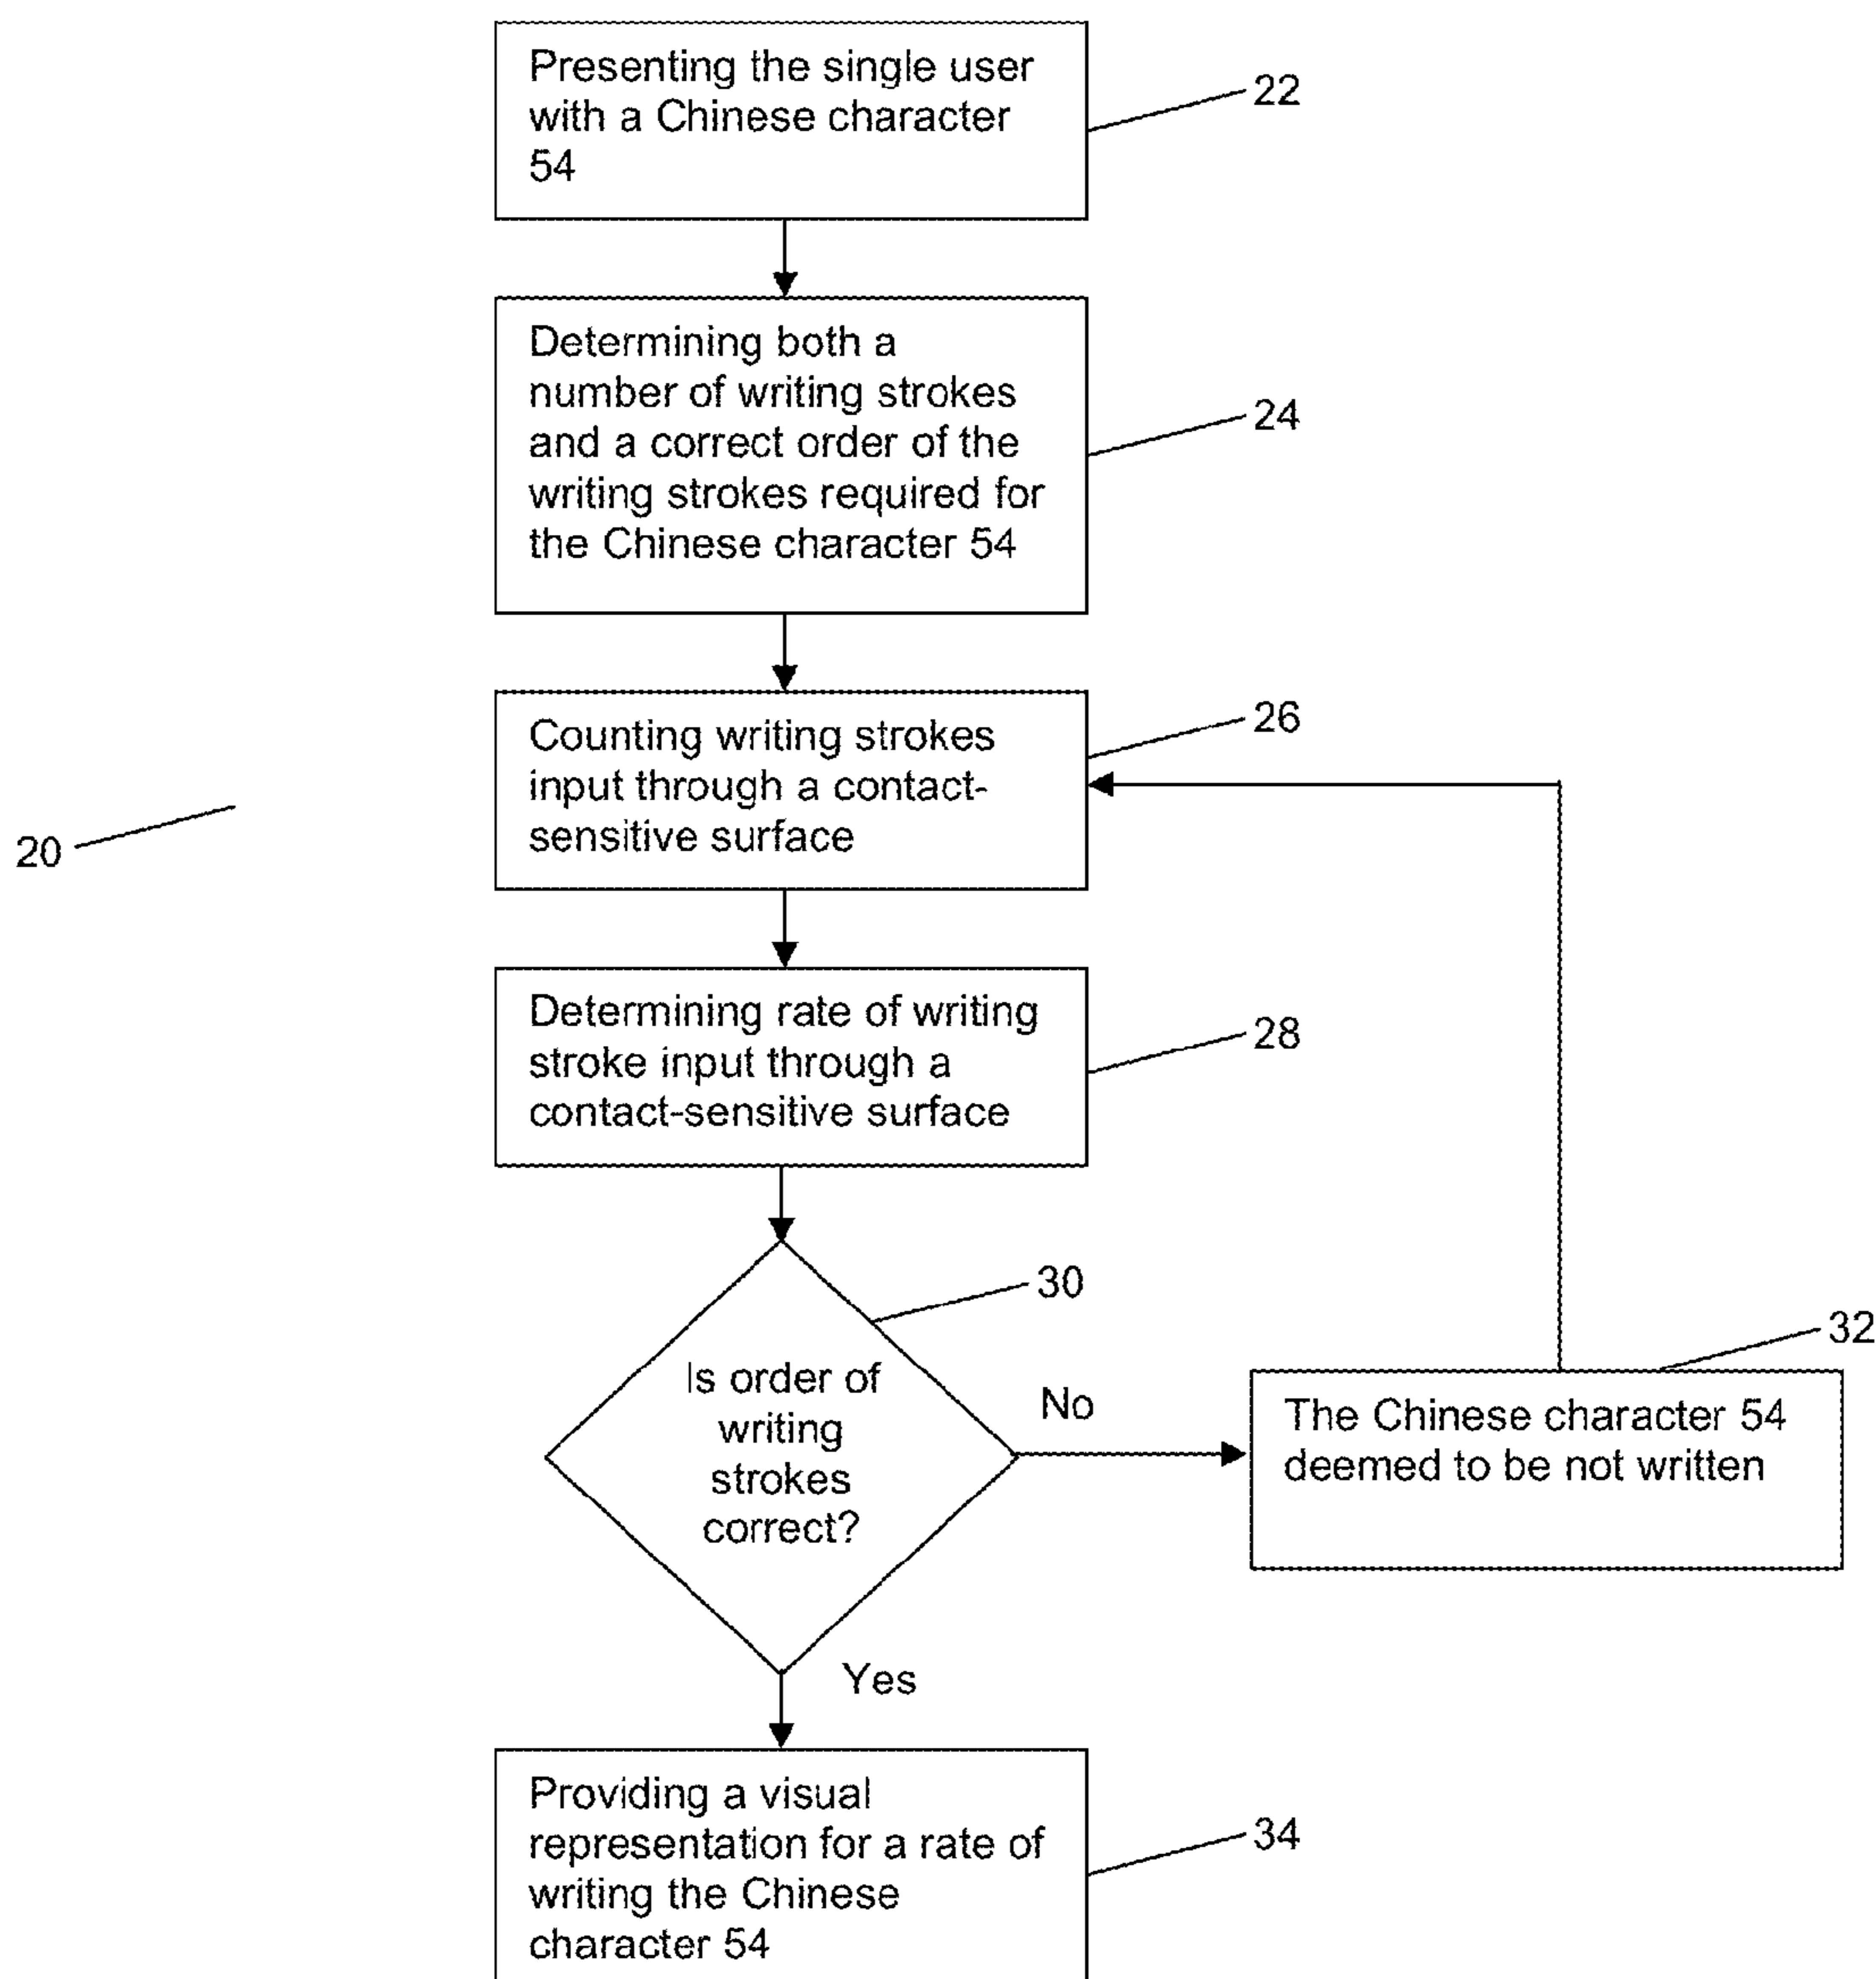 Presenting the single user
with a Chinese character
54
22
Determining both a
number of writing strokes
and a correct order of the
writing strokes required for
the Chinese character 54
24
Counting writing strokes
input through a contact-
sensitive surface
26
20
Determining rate of writing
stroke input through a
contact-sensitive surface
28
Is order of
writing
strokes
correct?
30
No
The Chinese character 54
deemed to be not written
32
Yes
Providing a visual
representation for a rate of
writing the Chinese
character 54
34